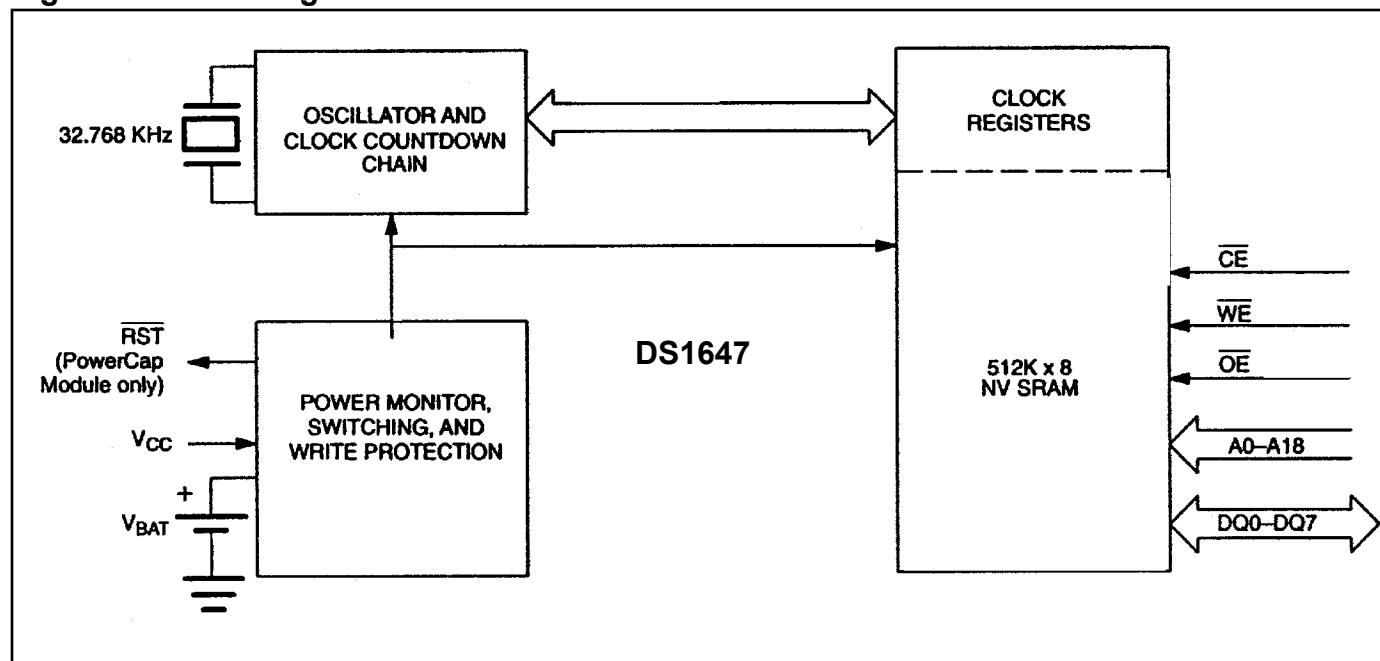 32.768 KHz
OSCILLATOR AND
CLOCK COUNTDOWN
CHAIN
CLOCK
REGISTERS
RST
(PowerCap
Module only)
VCC
+
VBAT
POWER MONITOR,
SWITCHING, AND
WRITE PROTECTION
DS1647
512K x 8
NV SRAM
CE
WE
OE
A0–A18
DQ0–DQ7